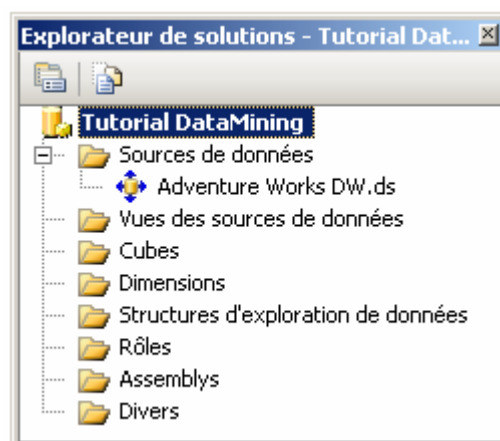 Explorateur de solutions - Tutorial Dat...
Tutorial DataMining
Sources de données
Adventure Works DW.ds
Vues des sources de données
Cubes
Dimensions
Structures d'exploration de données
Rôles
Assemblys
Divers